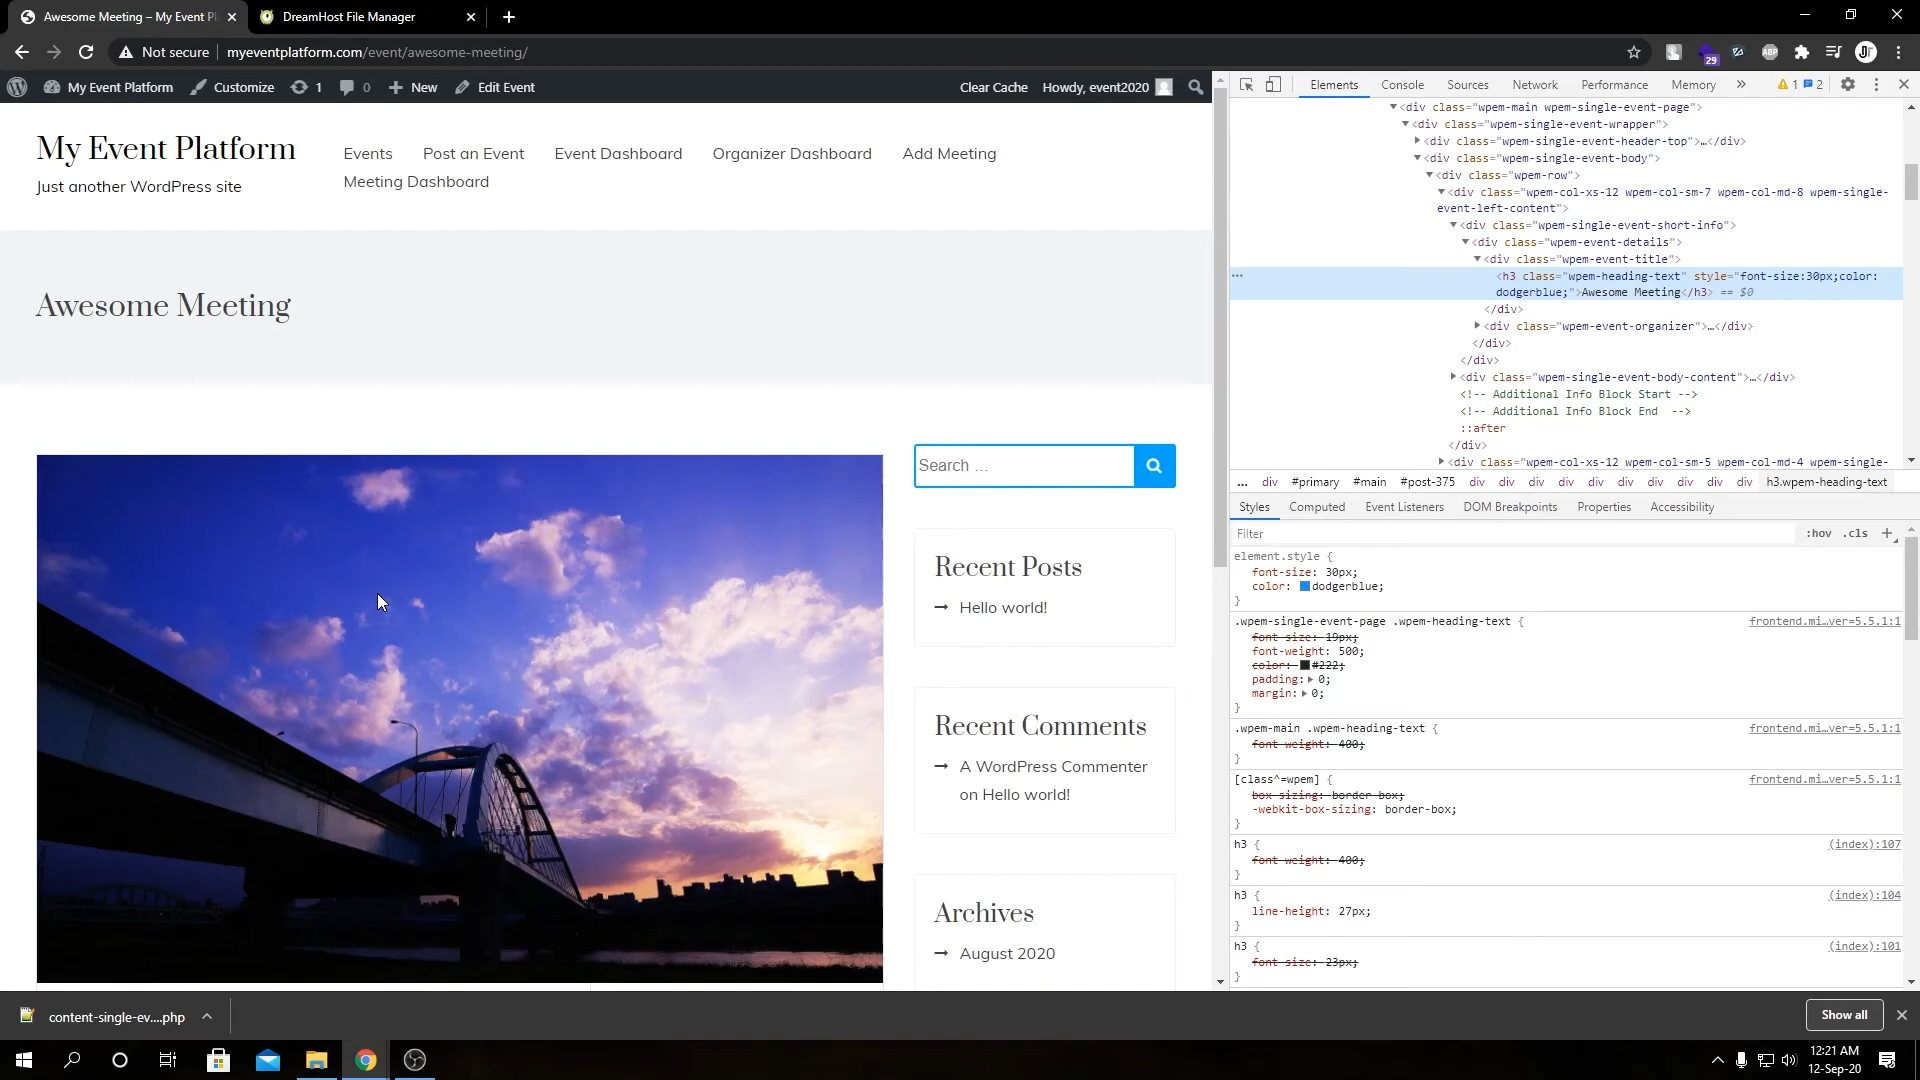 Awesome Meeting – My Event Pl
DreamHost File Manager
Not secure
myeventplatform.com/event/awesome-meeting/
29
ABP
My Event Platform
Customize
1
0
New
Edit Event
Clear Cache
Howdy, event2020
My Event Platform
Just another WordPress site
Events
Post an Event
Event Dashboard
Organizer Dashboard
Add Meeting
Meeting Dashboard
Awesome Meeting
Search …
Recent Posts
Hello world!
Recent Comments
A WordPress Commenter
on Hello world!
Archives
August 2020
Elements
Console
Sources
Network
Performance
Memory
»
1
2
<div class="wpem-main wpem-single-event-page">
<div class="wpem-single-event-wrapper">
<div class="wpem-single-event-header-top">…</div>
<div class="wpem-single-event-body">
<div class="wpem-row">
<div class="wpem-col-xs-12 wpem-col-sm-7 wpem-col-md-8 wpem-single-
event-left-content">
<div class="wpem-single-event-short-info">
<div class="wpem-event-details">
<div class="wpem-event-title">
<h3 class="wpem-heading-text" style="font-size:30px;color:
dodgerblue;">Awesome Meeting</h3> == $0
</div>
<div class="wpem-event-organizer">…</div>
</div>
</div>
<div class="wpem-single-event-body-content">…</div>
<!-- Additional Info Block Start -->
<!-- Additional Info Block End  -->
::after
</div>
<div class="wpem-col-xs-12 wpem-col-sm-5 wpem-col-md-4 wpem-single-
...
div
#primary
#main
#post-375
div
div
div
div
div
div
div
div
div
div
h3.wpem-heading-text
Styles
Computed
Event Listeners
DOM Breakpoints
Properties
Accessibility
Filter
:hov
.cls
element.style {
font-size: 30px;
color: dodgerblue;
}
.wpem-single-event-page .wpem-heading-text {
frontend.mi…ver=5.5.1:1
font-size: 19px;
font-weight: 500;
color: #222;
padding: 0;
margin: 0;
}
.wpem-main .wpem-heading-text {
frontend.mi…ver=5.5.1:1
font-weight: 400;
}
[class^=wpem] {
frontend.mi…ver=5.5.1:1
box-sizing: border-box;
-webkit-box-sizing: border-box;
}
h3 {
(index):107
font-weight: 400;
}
h3 {
(index):104
line-height: 27px;
}
h3 {
(index):101
font-size: 23px;
}
content-single-ev....php
Show all
12:21 AM
12-Sep-20